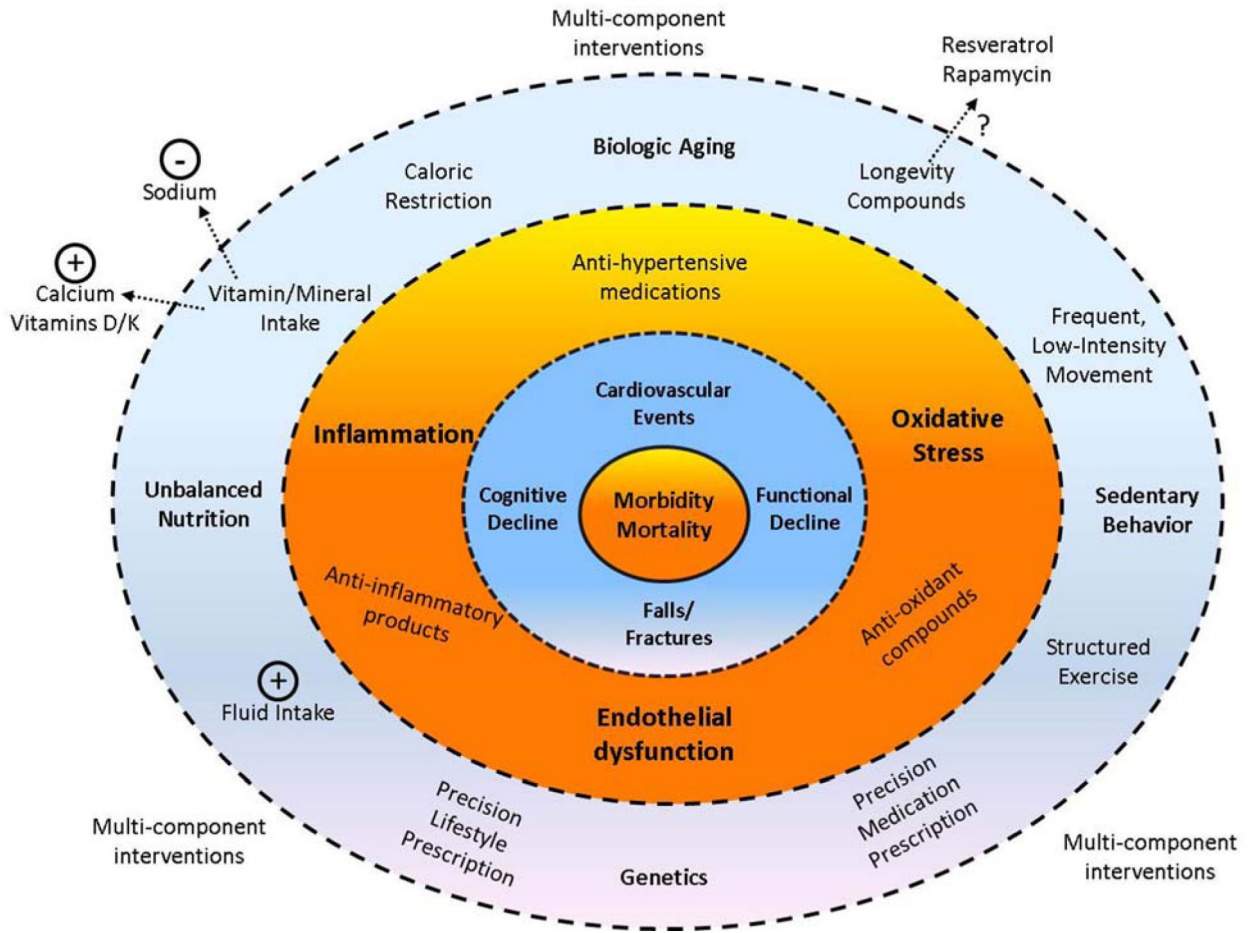 Multi-component
interventions
Resveratrol
Rapamycin
?
Biologic Aging
-
Sodium
Caloric
Restriction
Longevity
Compounds
+
Calcium
Vitamins D/K
Vitamin/Mineral
Intake
Anti-hypertensive
medications
Frequent,
Low-Intensity
Movement
Cardiovascular
Events
Inflammation
Oxidative
Stress
Unbalanced
Nutrition
Cognitive
Decline
Morbidity
Mortality
Functional
Decline
Sedentary
Behavior
Anti-inflammatory
products
Falls/
Fractures
Anti-oxidant
compounds
Structured
Exercise
+
Fluid Intake
Endothelial
dysfunction
Precision
Lifestyle
Prescription
Precision
Medication
Prescription
Multi-component
interventions
Genetics
Multi-component
interventions